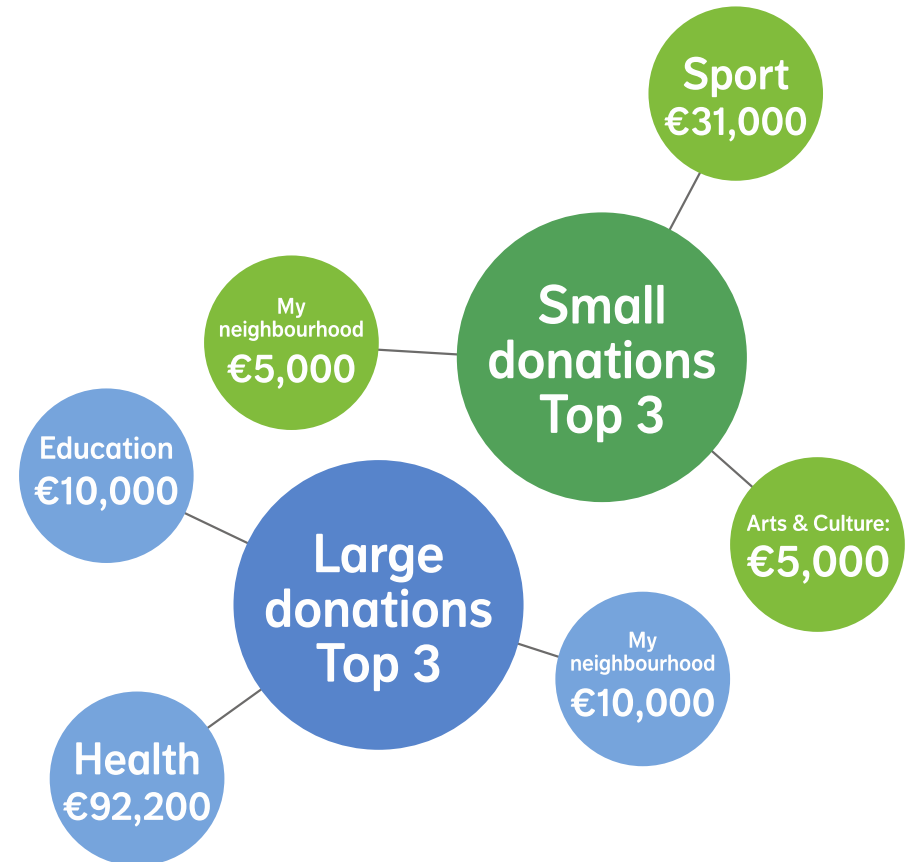 Sport
€31,000
Small
donations
Top 3
My
neighbourhood
€5,000
Arts & Culture:
€5,000
Education
€10,000
Large
donations
Top 3
My
neighbourhood
€10,000
Health
€92,200